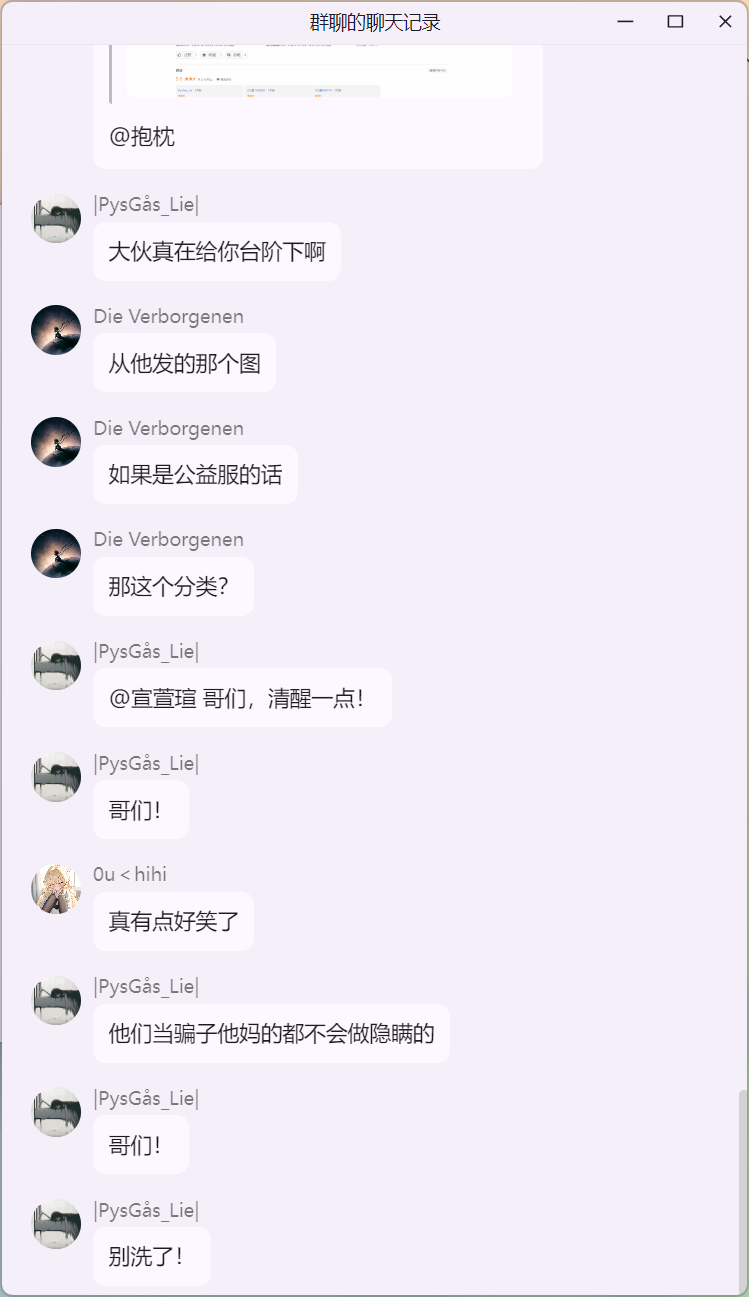 群聊的聊天记录
@抱枕
|PysGås_Lie|
大伙真在给你台阶下啊
Die Verborgenen
从他发的那个图
Die Verborgenen
如果是公益服的话
Die Verborgenen
那这个分类？
|PysGås_Lie|
@宣萱瑄 哥们，清醒一点！
|PysGås_Lie|
哥们！
0u < hihi
真有点好笑了
|PysGås_Lie|
他们当骗子他妈的都不会做隐瞒的
|PysGås_Lie|
哥们！
|PysGås_Lie|
别洗了！